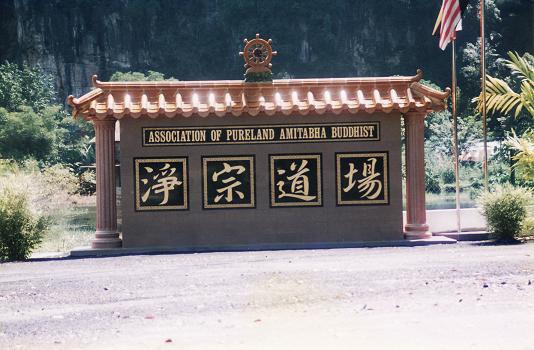 ASSOCIATION OF PURELAND AMITABHA BUDDHIST
淨宗道場